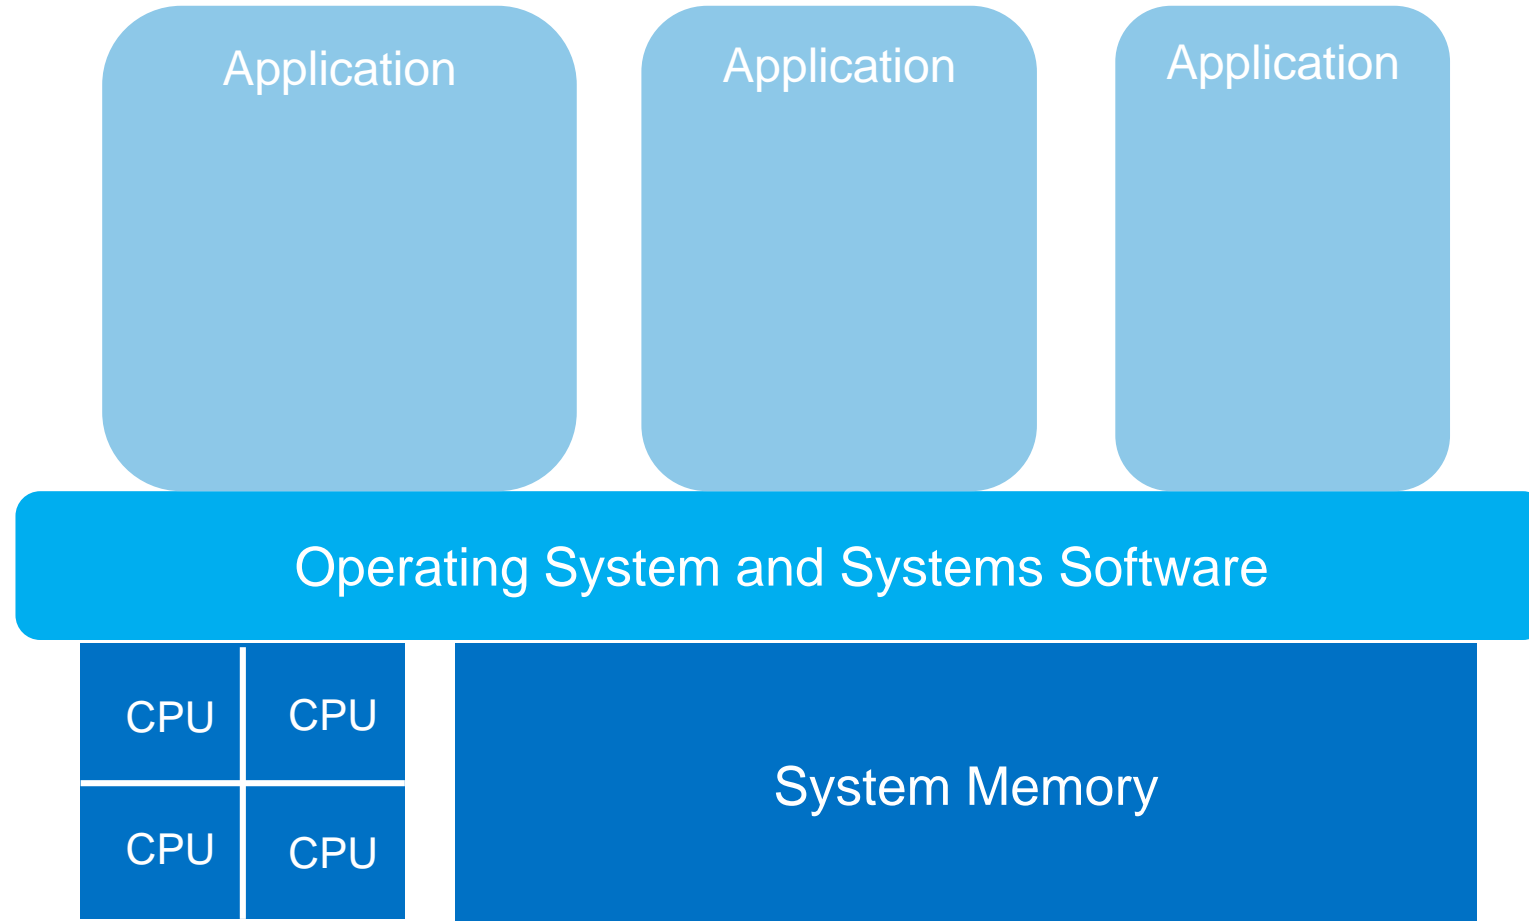 Application
Application
Application
Operating System and Systems Software
CPU
CPU
System Memory
CPU
CPU